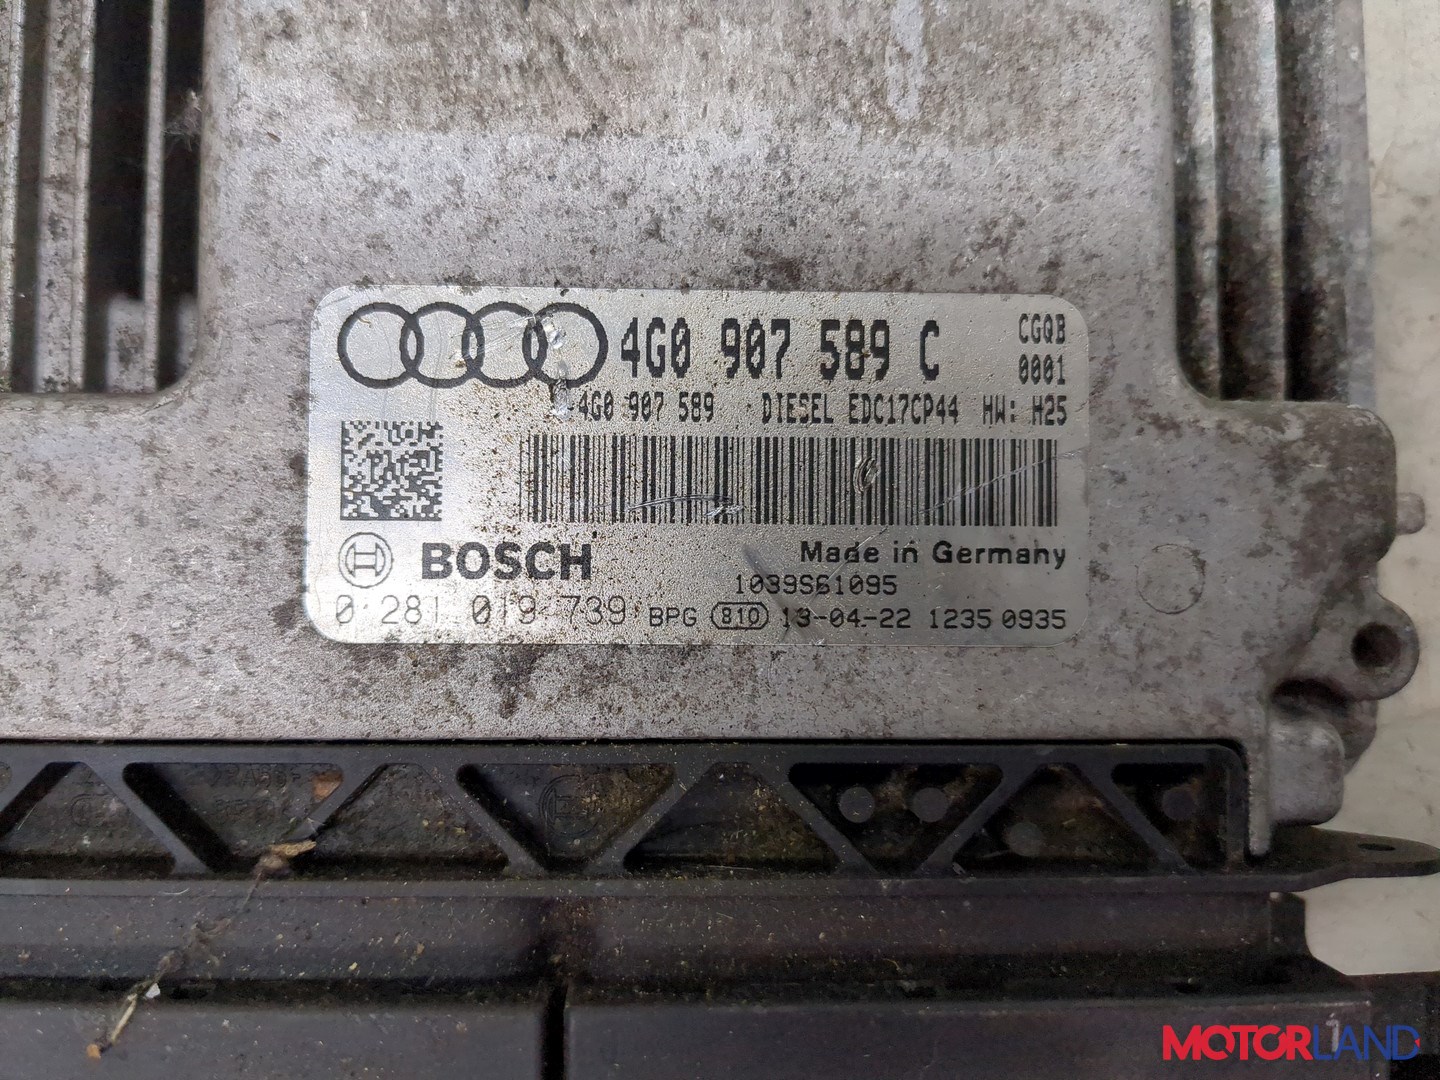 4G0 907 589 C CGQB
0001
4G0 907 589 DIESEL EDC17CP44 HW: H25
BOSCH Made in Germany
1039S61095
0 281 019 739 BPG 810 13-04-22 1235 0935
1
MOTORLAND